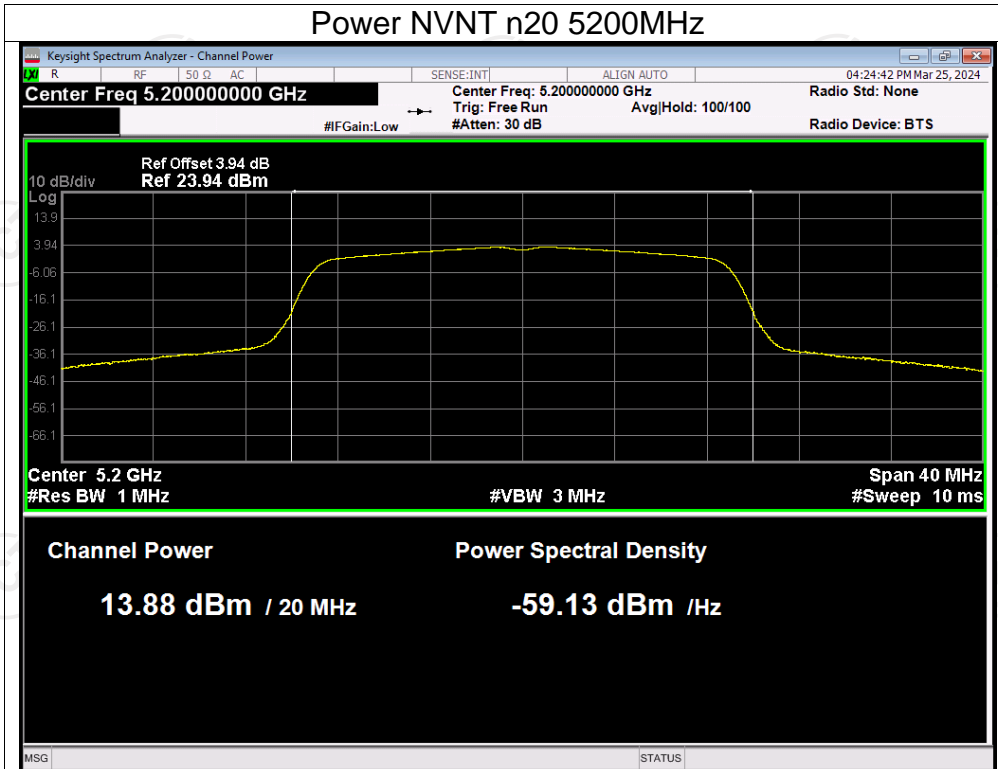 Power NVNT n20 5200MHz
Keysight Spectrum Analyzer - Channel Power
LXI R RF 50 Ω AC SENSE:INT ALIGN AUTO 04:24:42 PM Mar 25, 2024
Center Freq 5.200000000 GHz Center Freq: 5.200000000 GHz Radio Std: None
Trig: Free Run Avg|Hold: 100/100
#IFGain:Low #Atten: 30 dB Radio Device: BTS
Ref Offset 3.94 dB
10 dB/div Ref 23.94 dBm
Log
13.9
3.94
-6.06
-16.1
-26.1
-36.1
-46.1
-56.1
-66.1
Center 5.2 GHz Span 40 MHz
#Res BW 1 MHz #VBW 3 MHz #Sweep 10 ms
Channel Power Power Spectral Density
13.88 dBm / 20 MHz -59.13 dBm /Hz
MSG STATUS